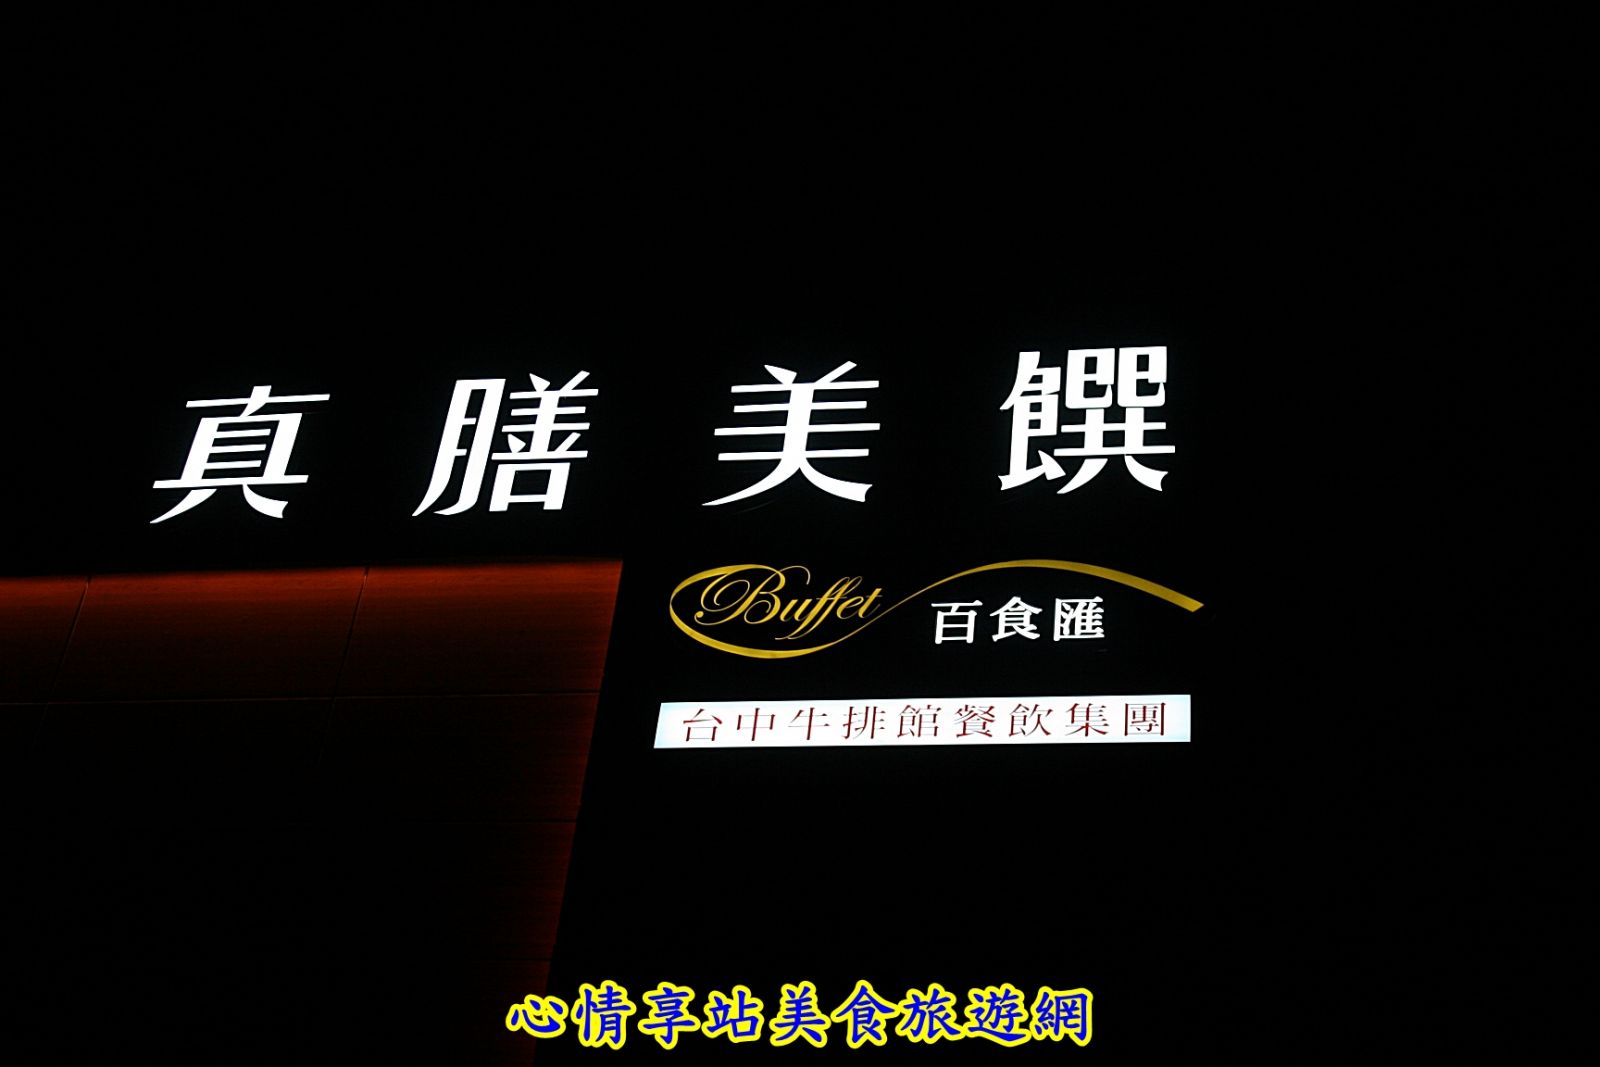 真膳美饌
Buffet 百食匯
台中牛排館餐飲集團
心情享站美食旅遊網